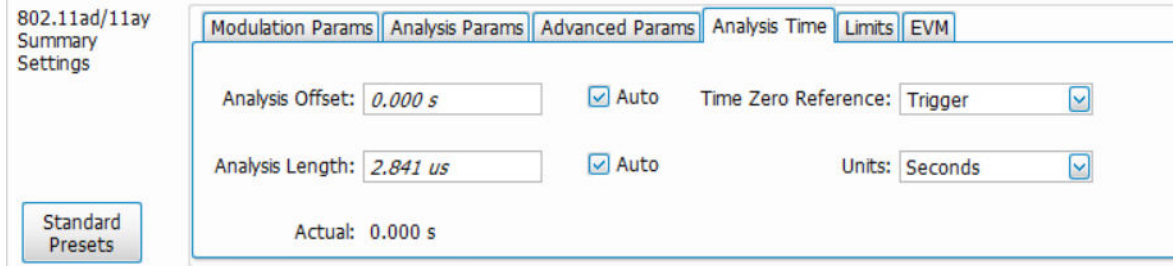 802.11ad/11ay
Summary
Settings
Modulation Params Analysis Params Advanced Params Analysis Time Limits EVM
Analysis Offset: 0.000 s Auto Time Zero Reference: Trigger
Analysis Length: 2.841 us Auto Units: Seconds
Actual: 0.000 s
Standard
Presets